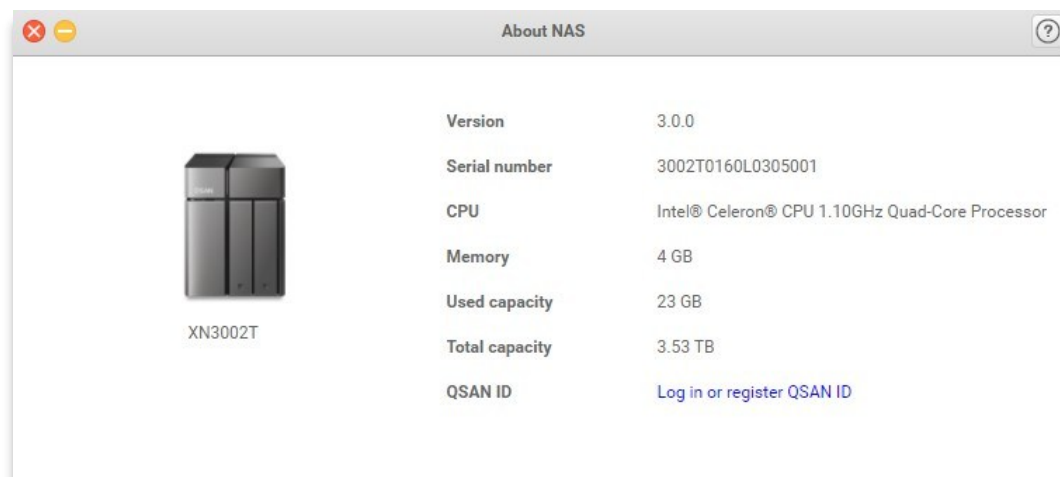 About NAS
?
Version 3.0.0
Serial number 3002T0160L0305001
CPU Intel® Celeron® CPU 1.10GHz Quad-Core Processor
Memory 4 GB
Used capacity 23 GB
Total capacity 3.53 TB
QSAN ID Log in or register QSAN ID
QSAN
XN3002T